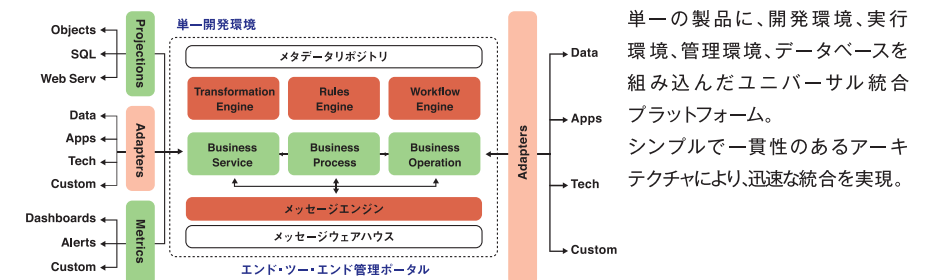 Objects
SQL
Web Serv
Projections
Data
Apps
Tech
Custom
Adapters
Dashboards
Alerts
Custom
Metrics
単一開発環境
メタデータリポジトリ
Transformation
Engine
Rules
Engine
Workflow
Engine
Business
Service
Business
Process
Business
Operation
メッセージエンジン
メッセージウェアハウス
エンド・ツー・エンド管理ポータル
Adapters
Data
Apps
Tech
Custom
単一の製品に、開発環境、実行
環境、管理環境、データベースを
組み込んだユニバーサル統合
プラットフォーム。
シンプルで一貫性のあるアーキ
テクチャにより、迅速な統合を実現。